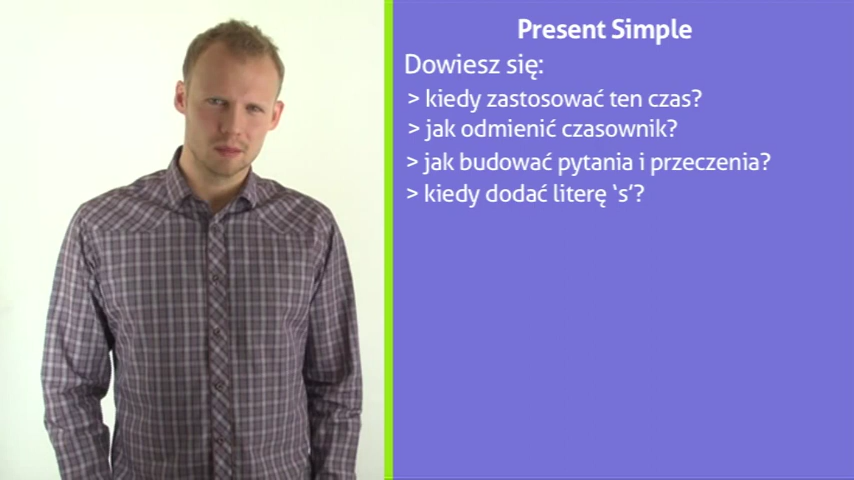 Present Simple
Dowiesz się:
> kiedy zastosować ten czas?
> jak odmienić czasownik?
> jak budować pytania i przeczenia?
> kiedy dodać literę ‘s’?